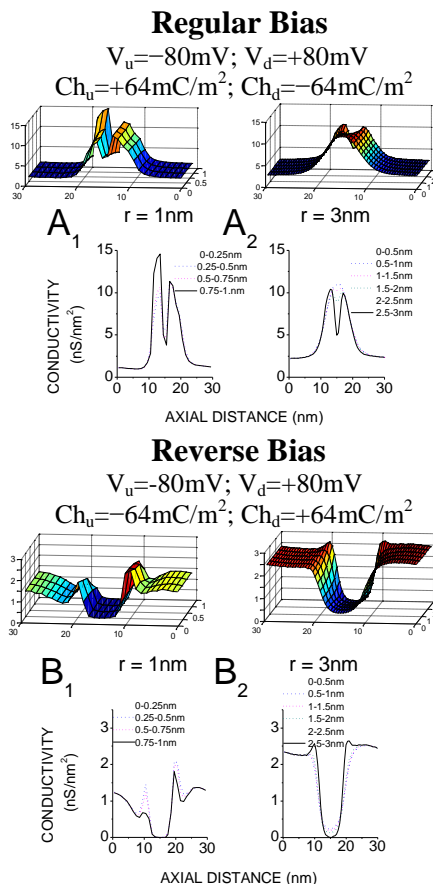 Regular Bias
V_u=−80mV; V_d=+80mV
Ch_u=+64mC/m²; Ch_d=−64mC/m²
15
10
5
0
30
20
10
0
0
0.5
1
15
10
5
0
30
20
10
0
0
1
A₁
r = 1nm
A₂
r = 3nm
CONDUCTIVITY
(nS/nm²)
15
10
5
0
0 10 20 30
0-0.25nm
0.25-0.5nm
0.5-0.75nm
0.75-1.nm
15
10
5
0
0 10 20 30
0-0.5nm
0.5-1nm
1-1.5nm
1.5-2nm
2-2.5nm
2.5-3nm
AXIAL DISTANCE (nm)
Reverse Bias
V_u=-80mV; V_d=+80mV
Ch_u=−64mC/m²; Ch_d=+64mC/m²
3
2
1
0
30
20
10
0
0
0.5
1
3
2
1
0
30
20
10
0
0
1
B₁
r = 1nm
B₂
r = 3nm
CONDUCTIVITY
(nS/nm²)
3
2
1
0
0 10 20 30
0-0.25nm
0.25-0.5nm
0.5-0.75nm
0.75-1nm
3
2
1
0
0 10 20 30
0-0.5nm
0.5-1nm
1-1.5nm
1.5-2nm
2-2.5nm
2.5-3nm
AXIAL DISTANCE (nm)